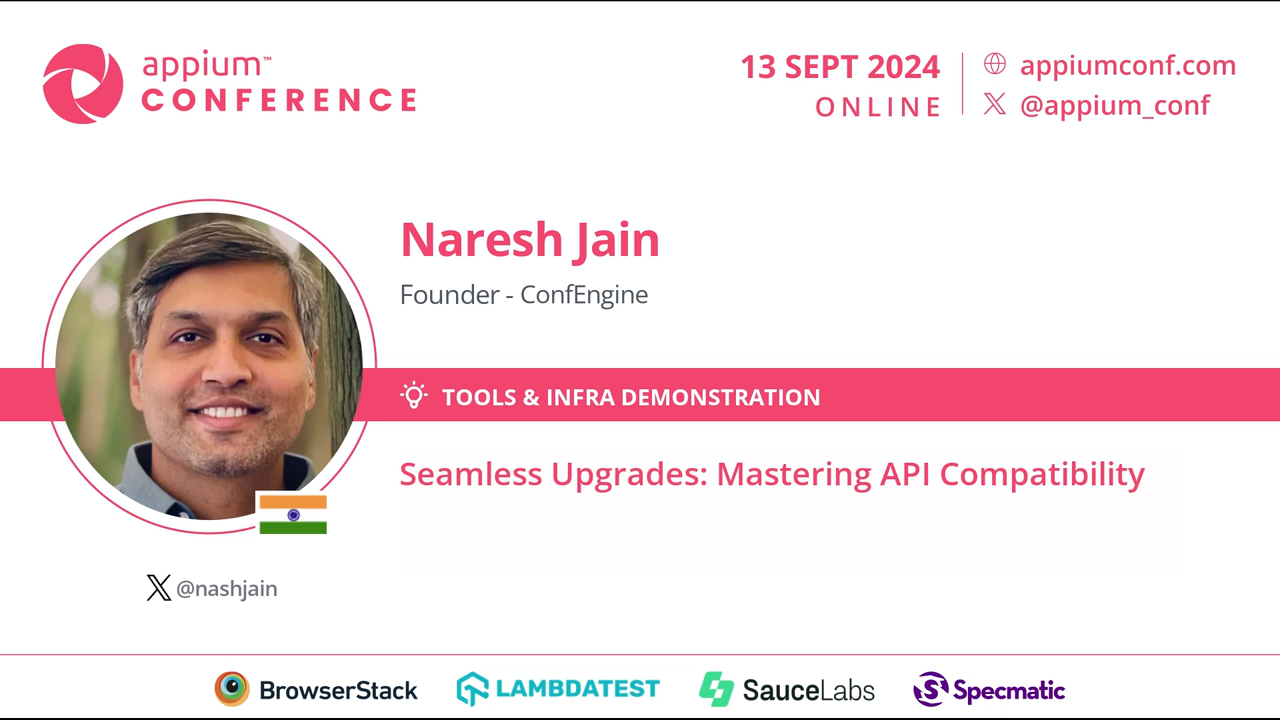 appium™
CONFERENCE
13 SEPT 2024
ONLINE
appiumconf.com
@appium_conf
Naresh Jain
Founder - ConfEngine
TOOLS & INFRA DEMONSTRATION
Seamless Upgrades: Mastering API Compatibility
@nashjain
BrowserStack
LAMBDATEST
SauceLabs
Specmatic